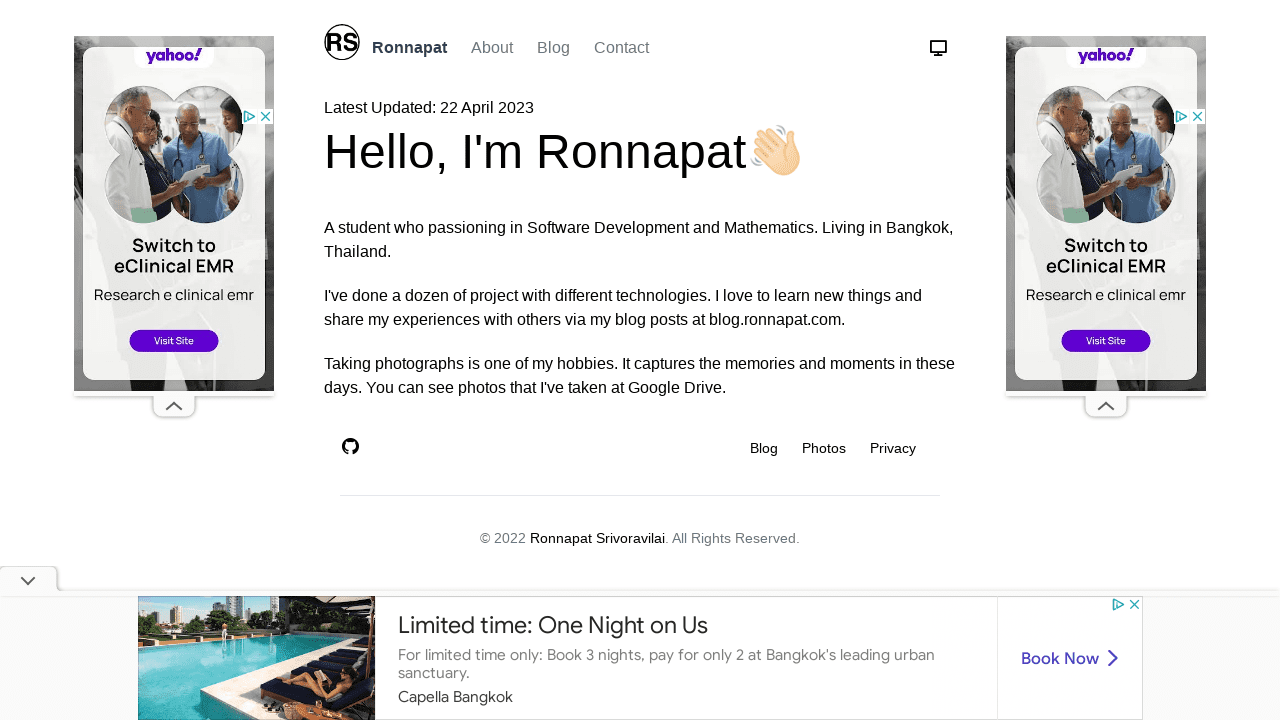 RS Ronnapat About Blog Contact
Latest Updated: 22 April 2023
Hello, I'm Ronnapat
A student who passioning in Software Development and Mathematics. Living in Bangkok,
Thailand.
I've done a dozen of project with different technologies. I love to learn new things and
share my experiences with others via my blog posts at blog.ronnapat.com.
Taking photographs is one of my hobbies. It captures the memories and moments in these
days. You can see photos that I've taken at Google Drive.
Blog Photos Privacy
© 2022 Ronnapat Srivoravilai. All Rights Reserved.
yahoo!
Switch to
eClinical EMR
Research e clinical emr
Visit Site
yahoo!
Switch to
eClinical EMR
Research e clinical emr
Visit Site
Limited time: One Night on Us
For limited time only: Book 3 nights, pay for only 2 at Bangkok's leading urban
sanctuary.
Capella Bangkok
Book Now